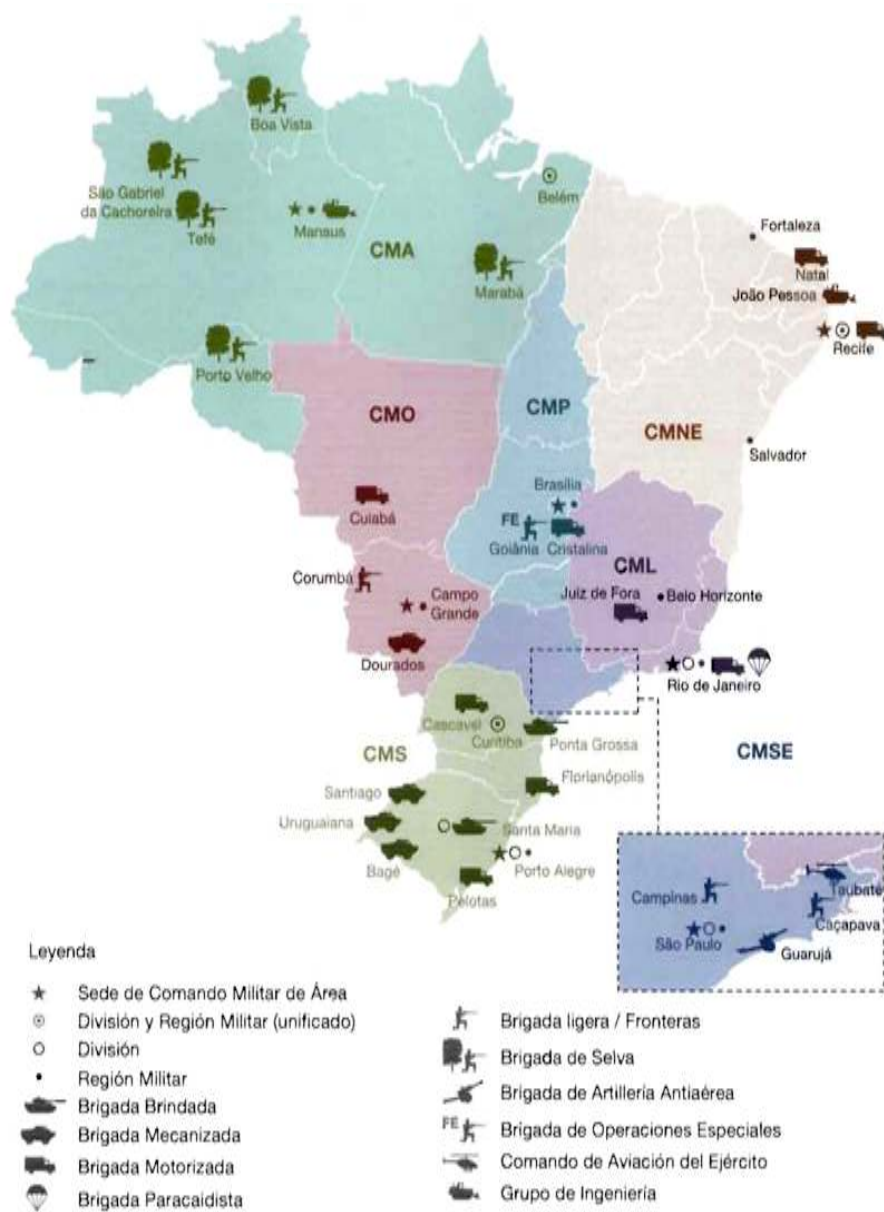 Boa Vista
São Gabriel
da Cachoreira
Tefé
Manaus
Belém
CMA
Marabá
Fortaleza
Natal
João Pessoa
Recife
Porto Velho
CMO
CMP
CMNE
Salvador
Cuiabá
Brasília
FE
Goiânia
Cristalina
CML
Corumbá
Campo
Grande
Juiz de Fora
Belo Horizonte
Dourados
Rio de Janeiro
Cascavel
Curitiba
Ponta Grossa
CMS
CMSE
Florianópolis
Santiago
Uruguaiana
Santa Maria
Bagé
Porto Alegre
Pelotas
Campinas
Taubate
Caçapava
São Paulo
Guarujá
Leyenda
Sede de Comando Militar de Área
División y Región Militar (unificado)
División
Región Militar
Brigada Brindada
Brigada Mecanizada
Brigada Motorizada
Brigada Paracaidista
Brigada ligera / Fronteras
Brigada de Selva
Brigada de Artillería Antiaérea
FE
Brigada de Operaciones Especiales
Comando de Aviación del Ejército
Grupo de Ingeniería